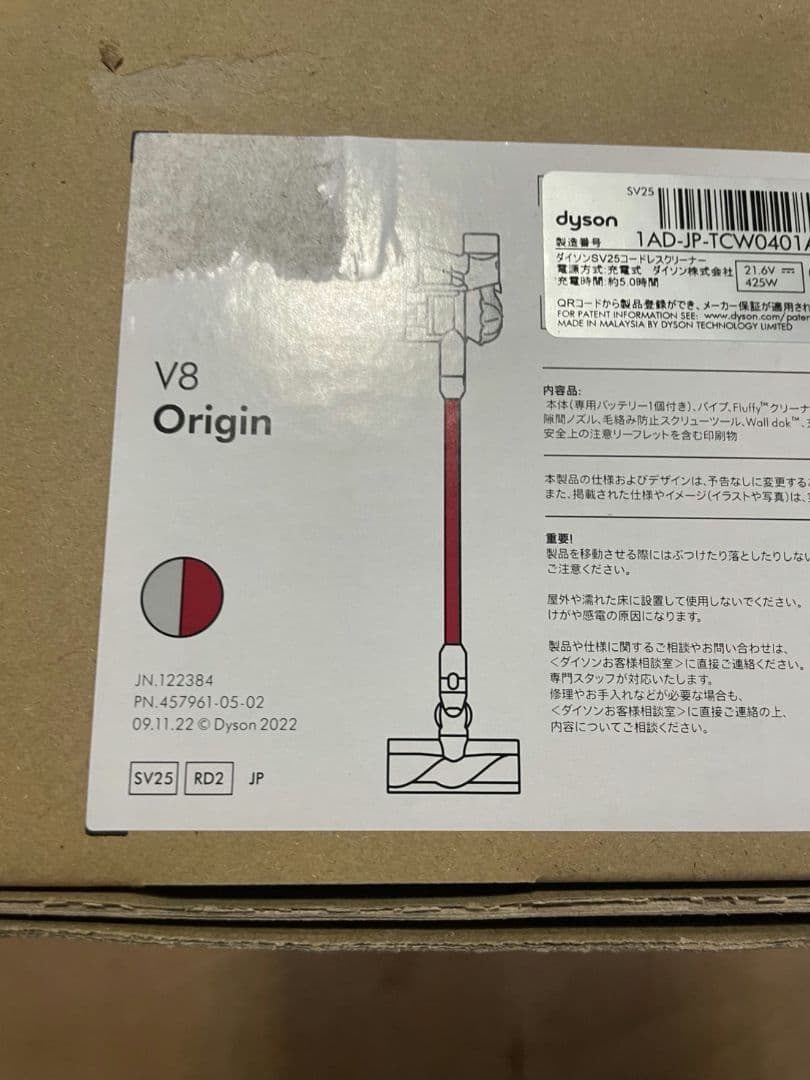 V8
Origin
JN.122384
PN.457961-05-02
09.11.22 © Dyson 2022
SV25 RD2 JP
SV25
dyson
製造番号 1AD-JP-TCW0401A
ダイソンSV25コードレスクリーナー
電源方式:充電式 ダイソン株式会社
充電時間:約5.0時間
21.6V ⎓
425W
QRコードから製品登録ができ、メーカー保証が適用され
FOR PATENT INFORMATION SEE: www.dyson.com/paten
MADE IN MALAYSIA BY DYSON TECHNOLOGY LIMITED
内容品:
本体(専用バッテリー1個付き)、パイプ、Fluffy™クリーナ
隙間ノズル、毛絡み防止スクリューツール、Wall dok™、
安全上の注意リーフレットを含む印刷物
本製品の仕様およびデザインは、予告なしに変更する
また、掲載された仕様やイメージ(イラストや写真)は、
重要!
製品を移動させる際にはぶつけたり落としたりしない
ご注意ください。
屋外や濡れた床に設置して使用しないでください。
けがや感電の原因になります。
製品や仕様に関するご相談やお問い合わせは、
<ダイソンお客様相談室>に直接ご連絡ください。
専門スタッフが対応いたします。
修理やお手入れなどが必要な場合も、
<ダイソンお客様相談室>に直接ご連絡の上、
内容についてご相談ください。